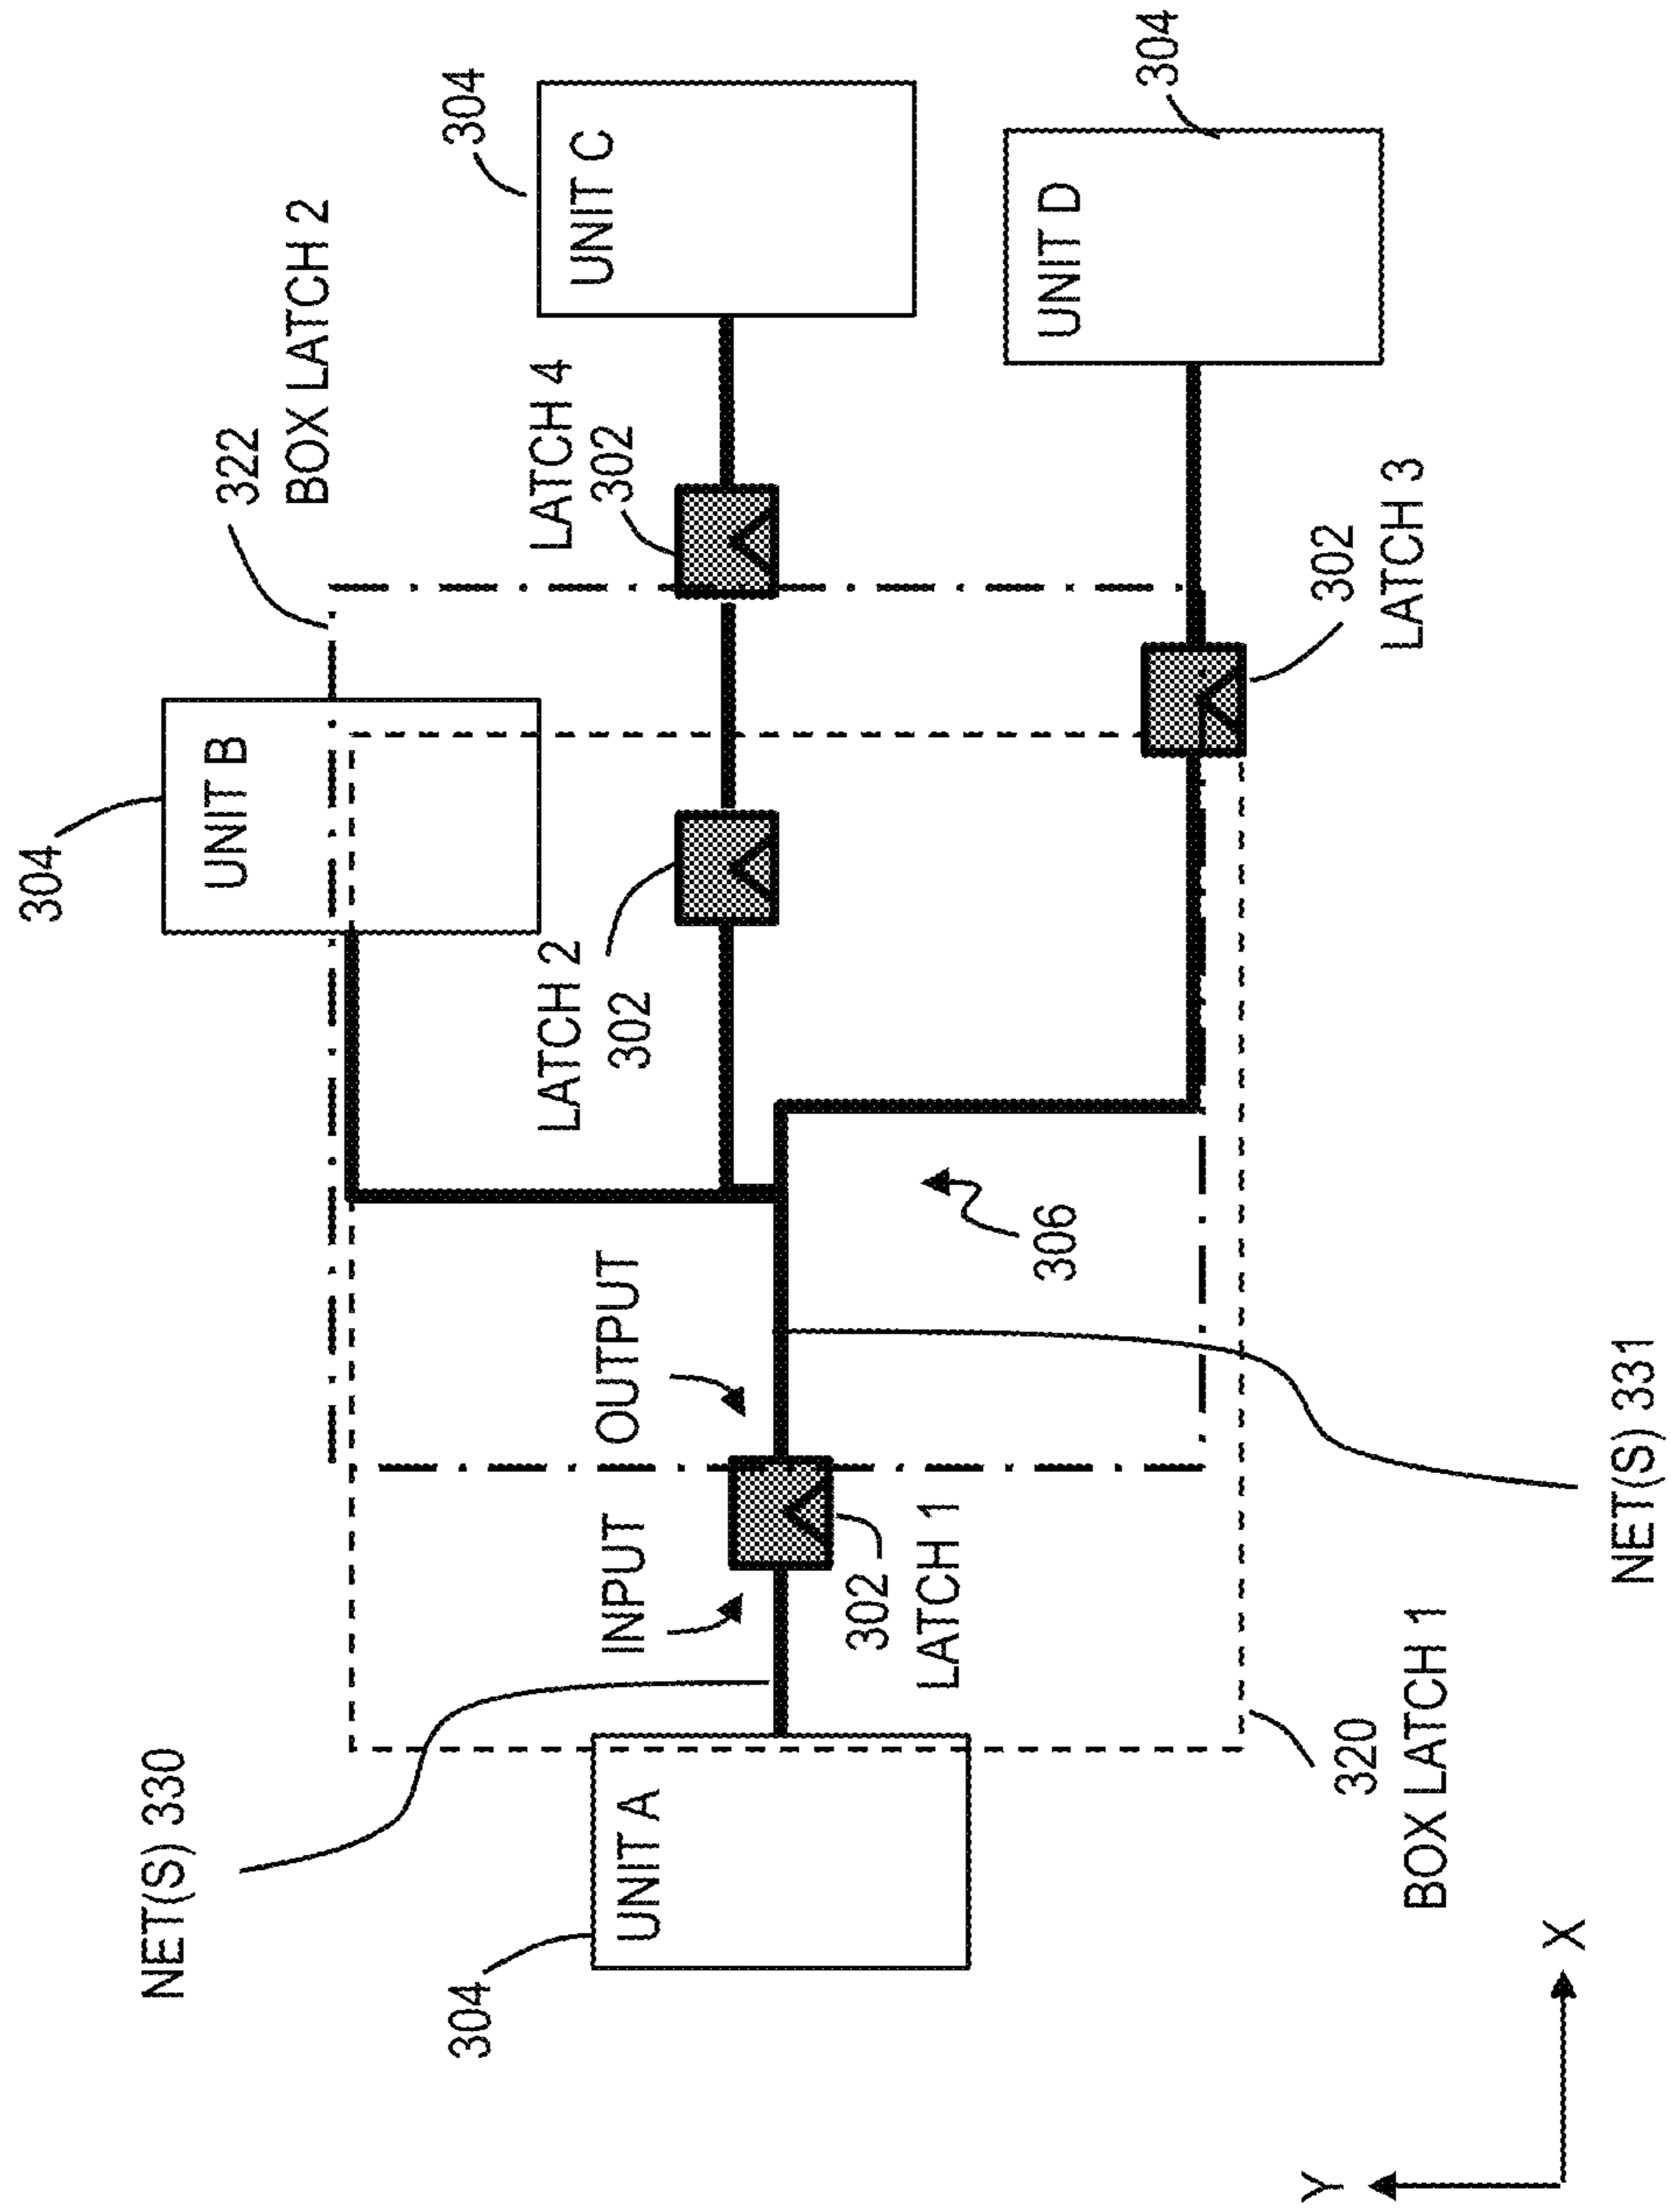 304
UNIT B
322
BOX LATCH 2
304
UNIT C
LATCH 4
302
LATCH 2
302
NET(S) 330
304
UNIT A
INPUT
OUTPUT
302
LATCH 1
306
304
UNIT D
302
LATCH 3
320
BOX LATCH 1
NET(S) 331
Y
X